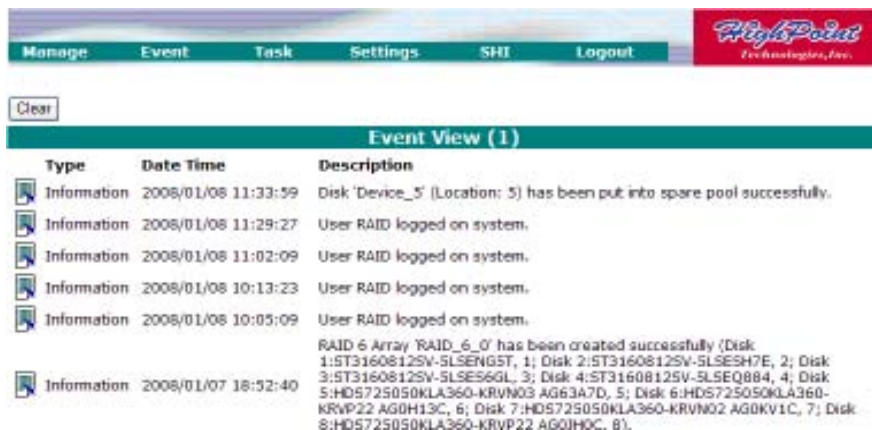 HighPoint
Technologies, Inc.
Manage Event Task Settings SHI Logout
Clear
Event View (1)
Type Date Time Description
Information 2008/01/08 11:33:59 Disk 'Device_5' (Location: 5) has been put into spare pool successfully.
Information 2008/01/08 11:29:27 User RAID logged on system.
Information 2008/01/08 11:02:09 User RAID logged on system.
Information 2008/01/08 10:13:23 User RAID logged on system.
Information 2008/01/08 10:05:09 User RAID logged on system.
RAID 6 Array 'RAID_6_0' has been created successfully (Disk
1:ST3160812SV-5LSENG5T, 1; Disk 2:ST3160812SV-5LSESH7E, 2; Disk
3:ST3160812SV-5LSES6GL, 3; Disk 4:ST3160812SV-5LSEQ884, 4; Disk
Information 2008/01/07 18:52:40 5:HDS725050KLA360-KRVN03 AG63A7D, 5; Disk 6:HDS725050KLA360-
KRVP22 AG0H13C, 6; Disk 7:HDS725050KLA360-KRVN02 AG0KV1C, 7; Disk
8:HDS725050KLA360-KRVP22 AG0JH0C, 8).